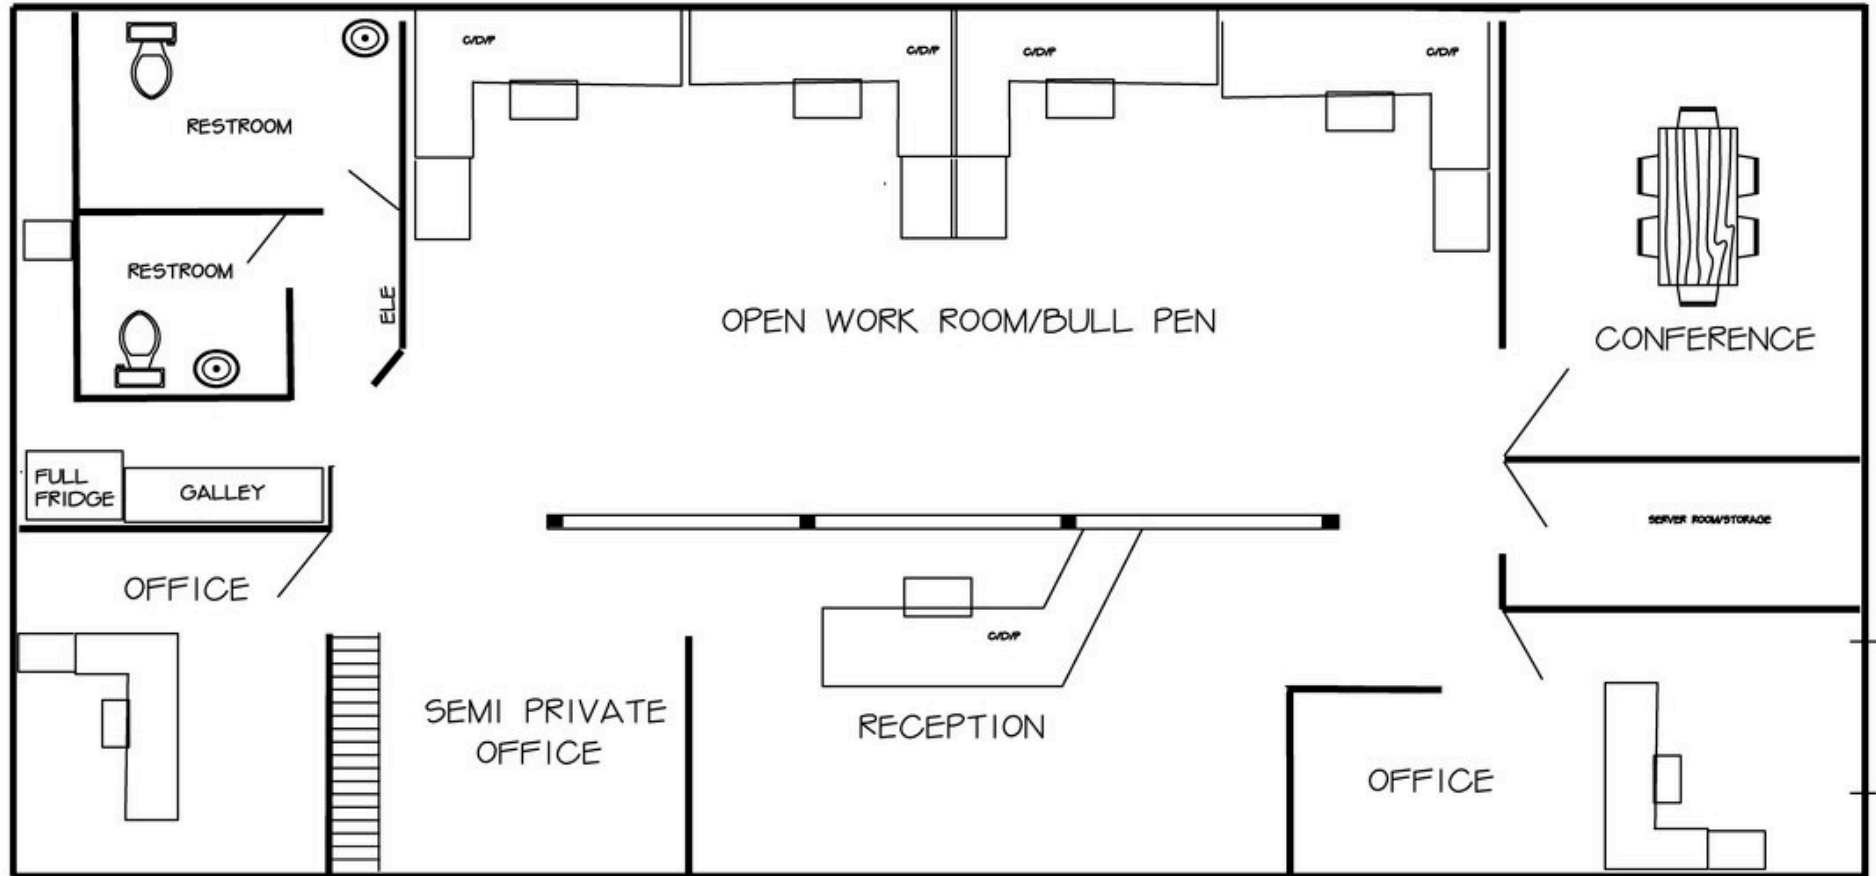 C/D/P
C/D/P
C/D/P
C/D/P
RESTROOM
RESTROOM
ELE
OPEN WORK ROOM/BULL PEN
CONFERENCE
FULL
FRIDGE
GALLEY
SERVER ROOM/STORAGE
OFFICE
C/D/P
SEMI PRIVATE
OFFICE
RECEPTION
OFFICE